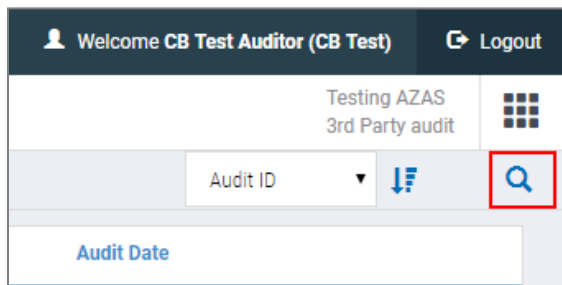 Welcome CB Test Auditor (CB Test) Logout
Testing AZAS
3rd Party audit
Audit ID
Audit Date